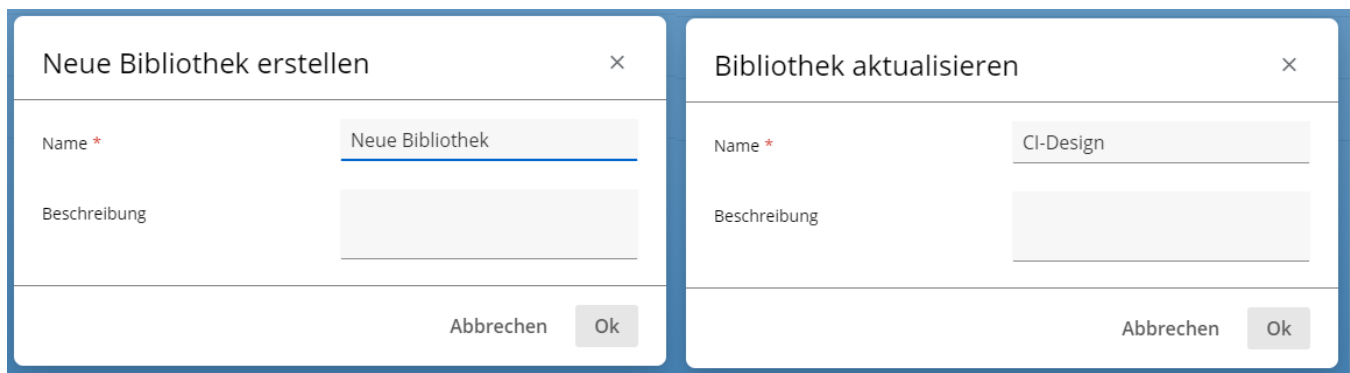 Neue Bibliothek erstellen ×
Name * Neue Bibliothek
Beschreibung
Abbrechen Ok
Bibliothek aktualisieren ×
Name * CI-Design
Beschreibung
Abbrechen Ok